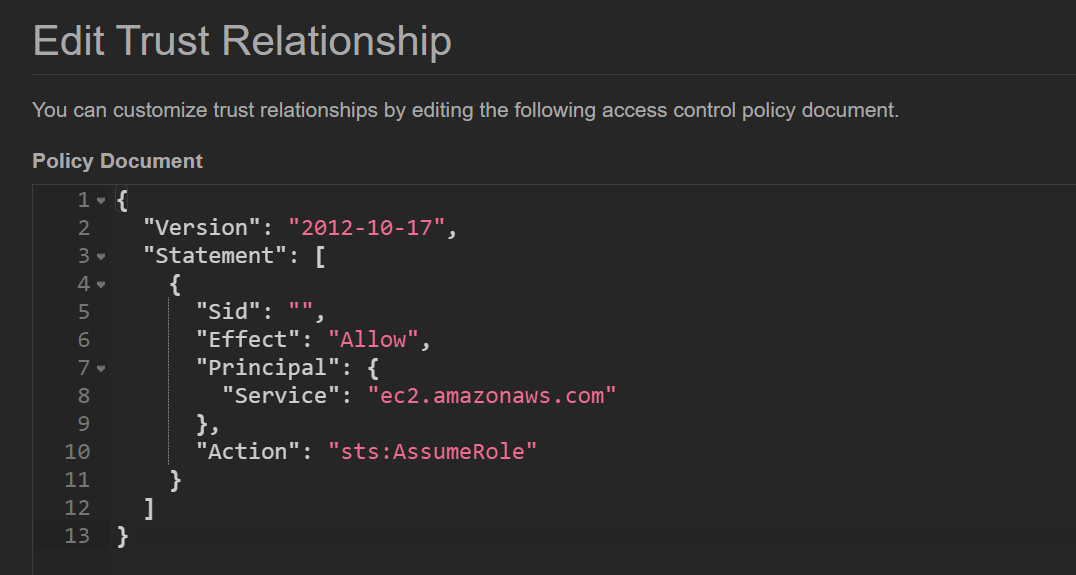 Edit Trust Relationship
You can customize trust relationships by editing the following access control policy document.
Policy Document
1 {
2 "Version": "2012-10-17",
3 "Statement": [
4 {
5 "Sid": "",
6 "Effect": "Allow",
7 "Principal": {
8 "Service": "ec2.amazonaws.com"
9 },
10 "Action": "sts:AssumeRole"
11 }
12 ]
13 }